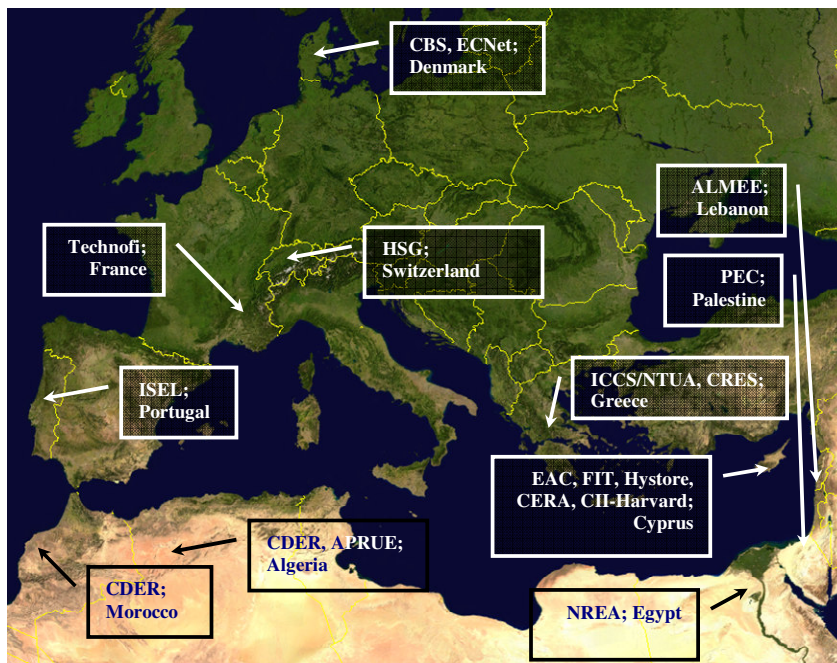 CBS, ECNet;
Denmark
ALMEE;
Lebanon
Technofi;
France
HSG;
Switzerland
PEC;
Palestine
ISEL;
Portugal
ICCS/NTUA, CRES;
Greece
EAC, FIT, Hystore,
CERA, CII-Harvard;
Cyprus
CDER, APRUE;
Algeria
CDER;
Morocco
NREA; Egypt